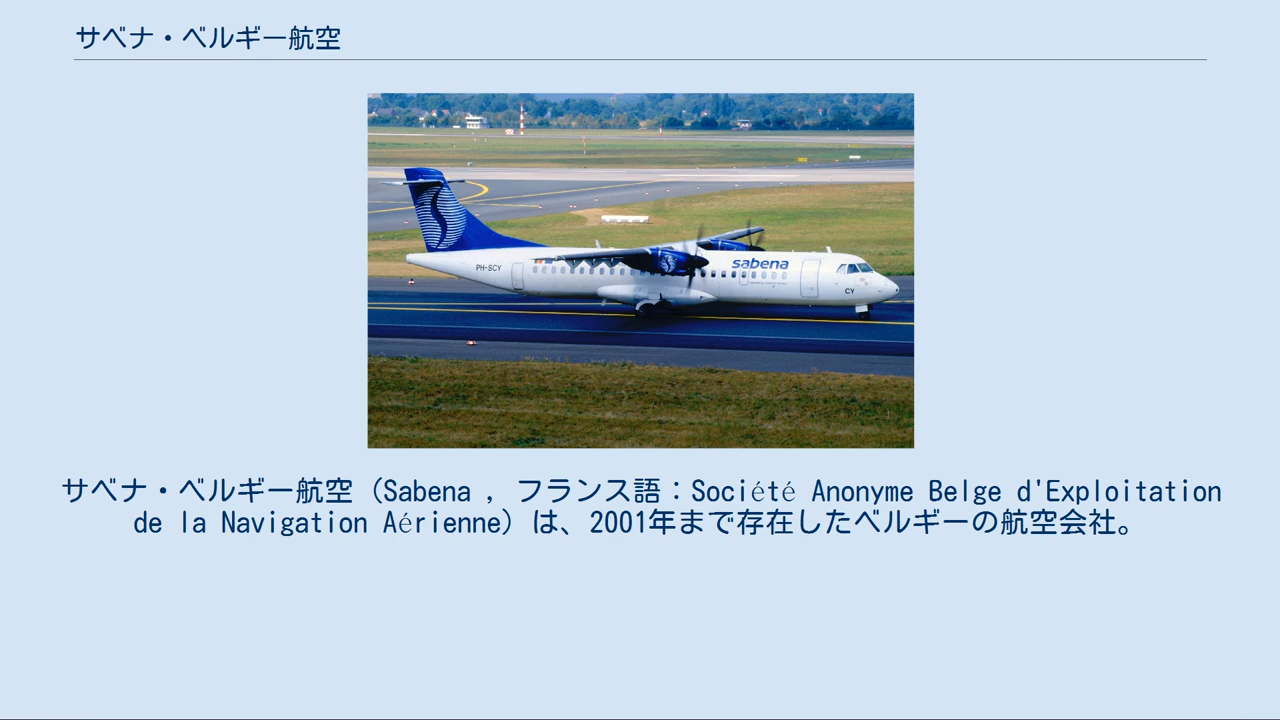 サベナ・ベルギー航空
PH-SCY
sabena
CY
サベナ・ベルギー航空（Sabena , フランス語：Société Anonyme Belge d'Exploitation
de la Navigation Aérienne）は、2001年まで存在したベルギーの航空会社。